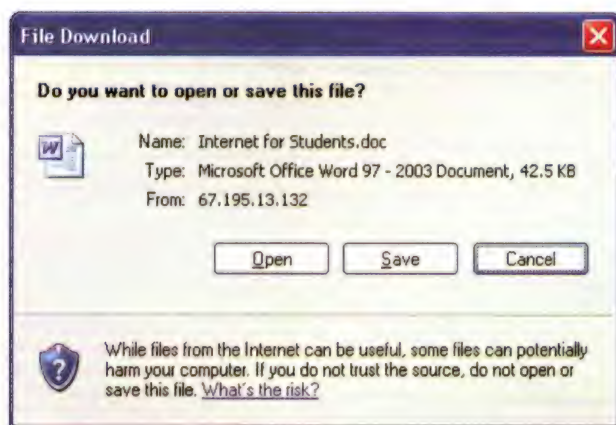 File Download
Do you want to open or save this file?
Name: Internet for Students.doc
Type: Microsoft Office Word 97 - 2003 Document, 42.5 KB
From: 67.195.13.132
Open Save Cancel
While files from the Internet can be useful, some files can potentially
harm your computer. If you do not trust the source, do not open or
save this file. What's the risk?